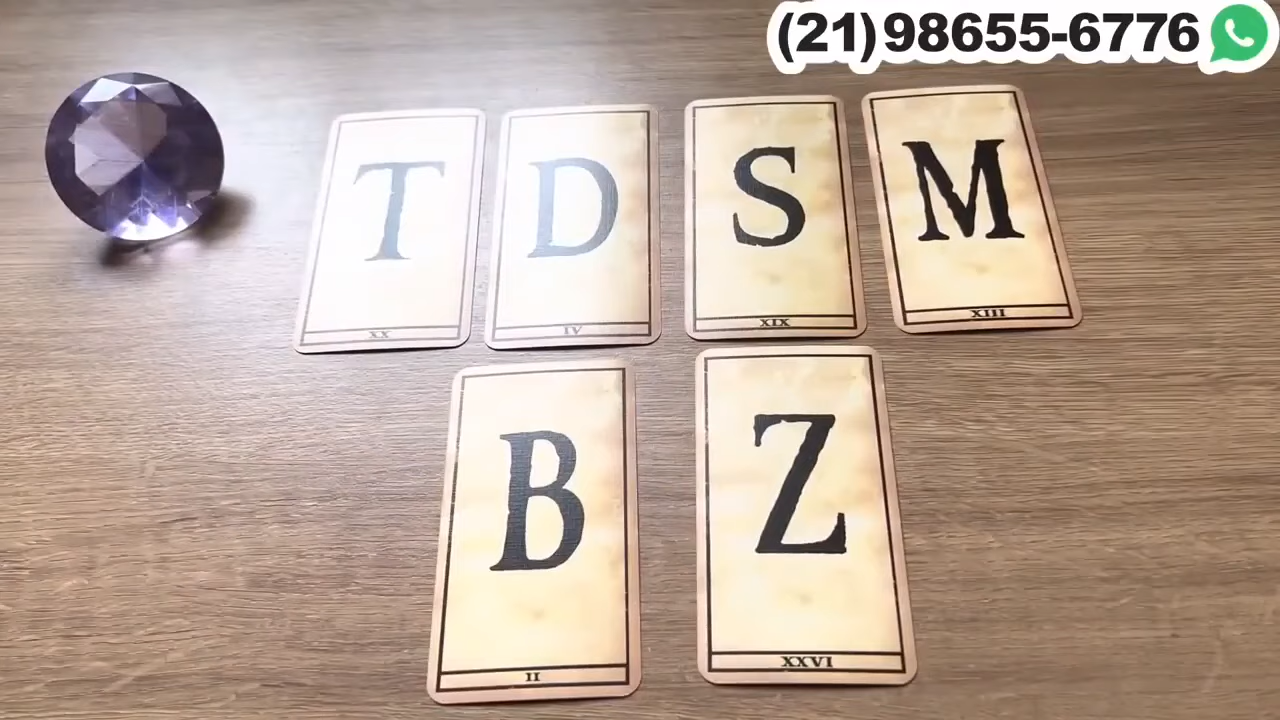 (21)98655-6776
T D S M
XX IV XIX XIII
B Z
II XXVI